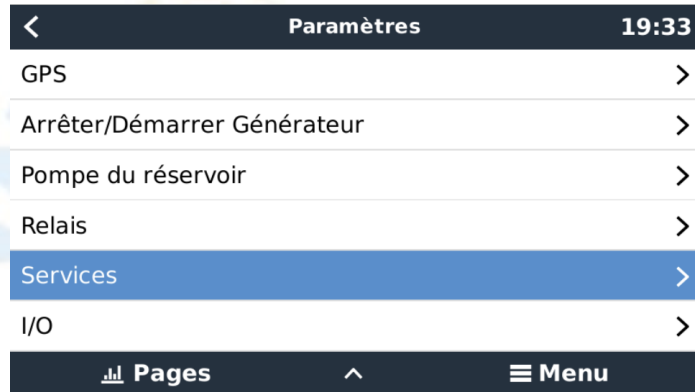 Paramètres 19:33
GPS
Arrêter/Démarrer Générateur
Pompe du réservoir
Relais
Services
I/O
Pages Menu